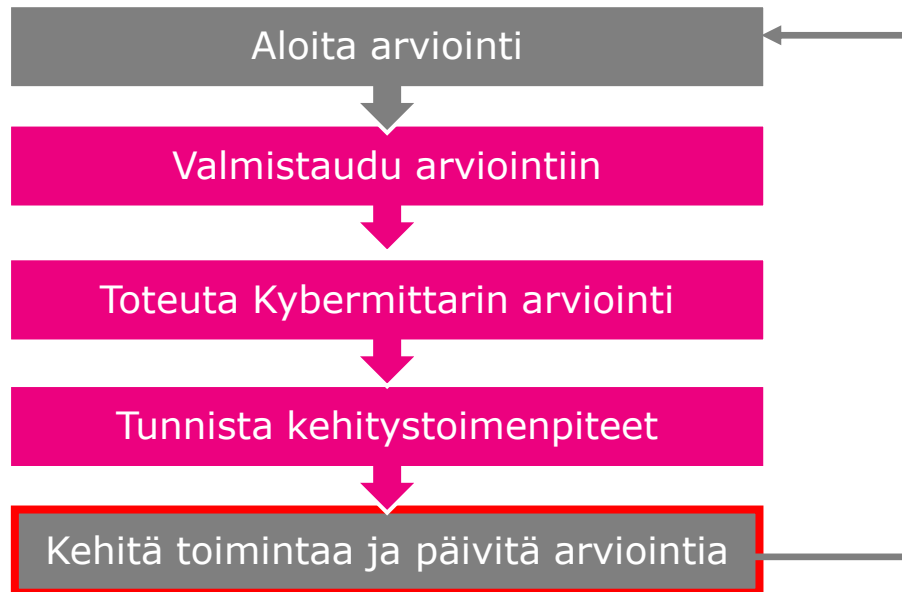 Aloita arviointi
Valmistaudu arviointiin
Toteuta Kybermittarin arviointi
Tunnista kehitystoimenpiteet
Kehitä toimintaa ja päivitä arviointia